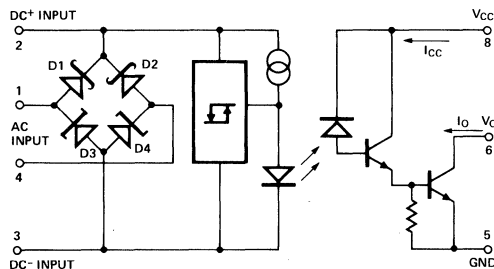 DC+ INPUT
2
D1
D2
1
AC
INPUT
D3
D4
4
3
DC- INPUT
VCC
8
ICC
IO
VO
6
5
GND